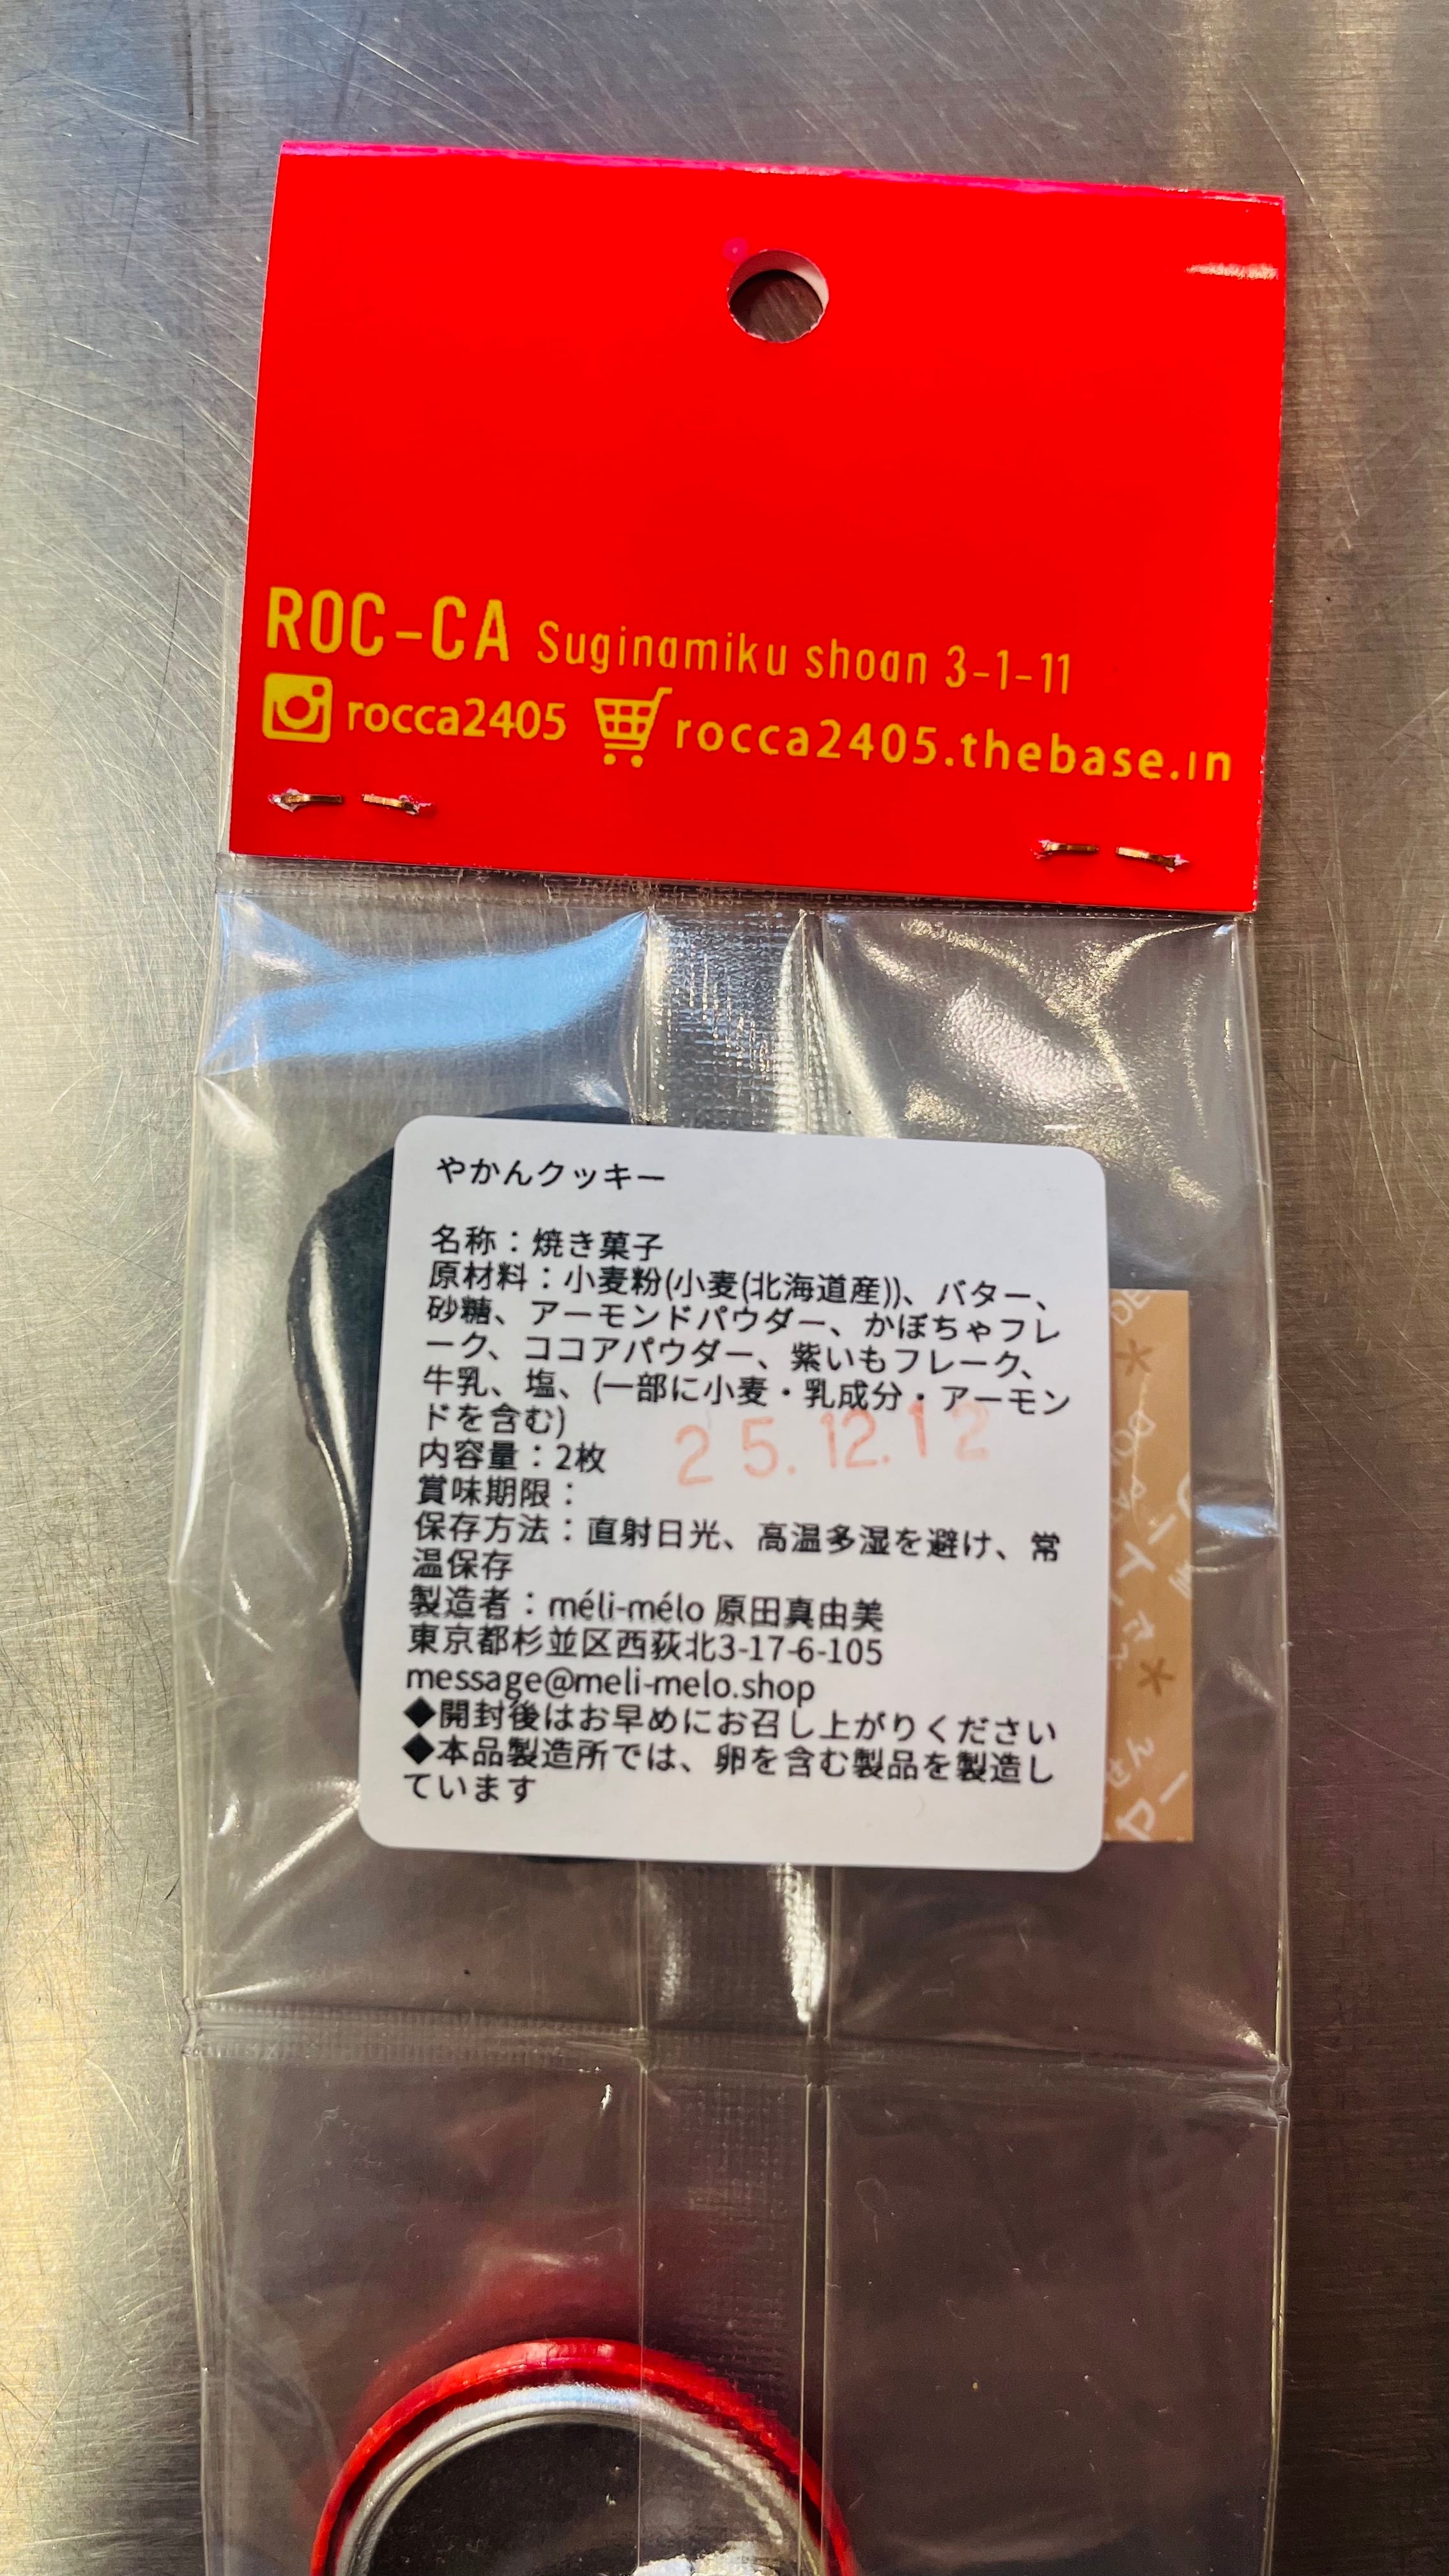 ROC-CA Suginamiku shoan 3-1-11
rocca2405 rocca2405.thebase.in
やかんクッキー
名称：焼き菓子
原材料：小麦粉(小麦(北海道産))、バター、
砂糖、アーモンドパウダー、かぼちゃフレ
ーク、ココアパウダー、紫いもフレーク、
牛乳、塩、(一部に小麦・乳成分・アーモン
ドを含む)
25.12.12
内容量：2枚
賞味期限：
保存方法：直射日光、高温多湿を避け、常
温保存
製造者：méli-mélo 原田真由美
東京都杉並区西荻北3-17-6-105
message@meli-melo.shop
◆開封後はお早めにお召し上がりください
◆本品製造所では、卵を含む製品を製造し
ています